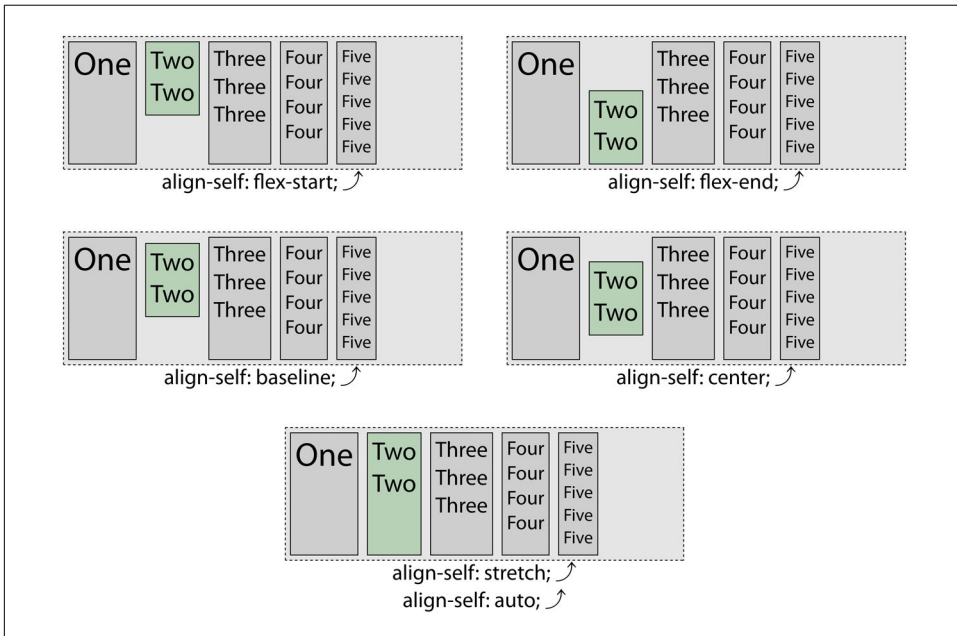 One
Two
Two
Three
Three
Three
Four
Four
Four
Four
Five
Five
Five
Five
Five
align-self: flex-start;
One
Two
Two
Three
Three
Three
Four
Four
Four
Four
Five
Five
Five
Five
Five
align-self: flex-end;
One
Two
Two
Three
Three
Three
Four
Four
Four
Four
Five
Five
Five
Five
Five
align-self: baseline;
One
Two
Two
Three
Three
Three
Four
Four
Four
Four
Five
Five
Five
Five
Five
align-self: center;
One
Two
Two
Three
Three
Three
Four
Four
Four
Four
Five
Five
Five
Five
Five
align-self: stretch;
align-self: auto;